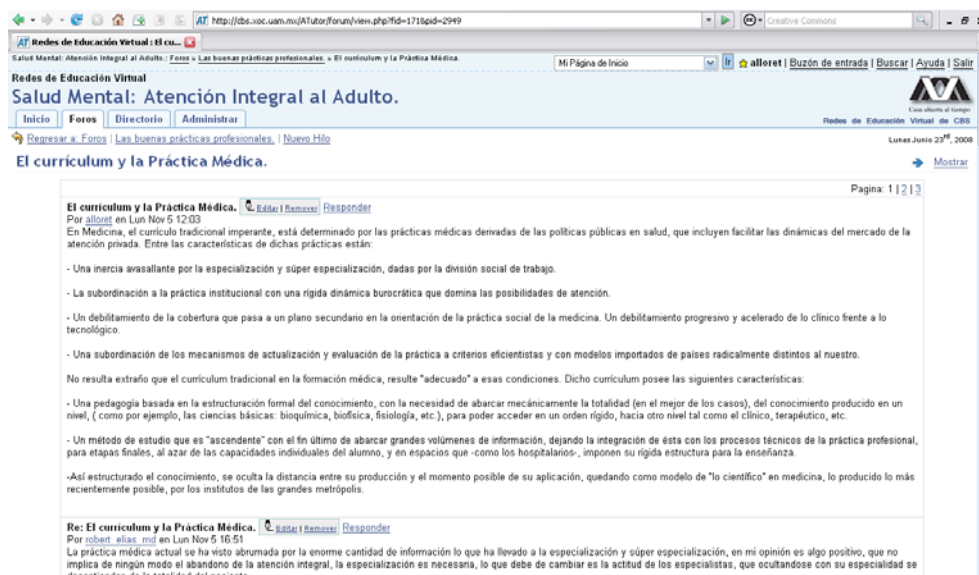 http://cbs.xoc.uam.mx/ATutor/forum/view.php?fid=171&pid=2949
Creative Commons
Redes de Educación Virtual : El cu...
Salud Mental: Atención Integral al Adulto.: Foros > Las buenas prácticas profesionales. > El curriculum y la Práctica Médica.
Mi Página de Inicio
Ir
alloret | Buzón de entrada | Buscar | Ayuda | Salir
Redes de Educación Virtual
Salud Mental: Atención Integral al Adulto.
Casa abierta al tiempo
Inicio Foros Directorio Administrar
Redes de Educación Virtual de CBS
Regresar a: Foros | Las buenas prácticas profesionales. | Nuevo Hilo
Lunes Junio 23rd, 2008
El currículum y la Práctica Médica.
Mostrar
Pagina: 1 | 2 | 3
El currículum y la Práctica Médica. Editar | Remover Responder
Por alloret en Lun Nov 5 12:03
En Medicina, el currículo tradicional imperante, está determinado por las prácticas médicas derivadas de las políticas públicas en salud, que incluyen facilitar las dinámicas del mercado de la
atención privada. Entre las características de dichas prácticas están:
- Una inercia avasallante por la especialización y súper especialización, dadas por la división social de trabajo.
- La subordinación a la práctica institucional con una rígida dinámica burocrática que domina las posibilidades de atención.
- Un debilitamiento de la cobertura que pasa a un plano secundario en la orientación de la práctica social de la medicina. Un debilitamiento progresivo y acelerado de lo clínico frente a lo
tecnológico.
- Una subordinación de los mecanismos de actualización y evaluación de la práctica a criterios eficientistas y con modelos importados de países radicalmente distintos al nuestro.
No resulta extraño que el currículum tradicional en la formación médica, resulte "adecuado" a esas condiciones. Dicho currículum posee las siguientes características:
- Una pedagogía basada en la estructuración formal del conocimiento, con la necesidad de abarcar mecánicamente la totalidad (en el mejor de los casos), del conocimiento producido en un
nivel, ( como por ejemplo, las ciencias básicas: bioquímica, biofísica, fisiología, etc.), para poder acceder en un orden rígido, hacia otro nivel tal como el clínico, terapéutico, etc.
- Un método de estudio que es "ascendente" con el fin último de abarcar grandes volúmenes de información, dejando la integración de ésta con los procesos técnicos de la práctica profesional,
para etapas finales, al azar de las capacidades individuales del alumno, y en espacios que -como los hospitalarios-, imponen su rígida estructura para la enseñanza.
-Así estructurado el conocimiento, se oculta la distancia entre su producción y el momento posible de su aplicación, quedando como modelo de "lo científico" en medicina, lo producido lo más
recientemente posible, por los institutos de las grandes metrópolis.
Re: El currículum y la Práctica Médica. Editar | Remover Responder
Por robert_elias_md en Lun Nov 5 16:51
La práctica médica actual se ha visto abrumada por la enorme cantidad de información lo que ha llevado a la especialización y súper especialización, en mi opinión es algo positivo, que no
implica de ningún modo el abandono de la atención integral, la especialización es necesaria, lo que debe de cambiar es la actitud de los especialistas, que ocultandose con su especialidad se